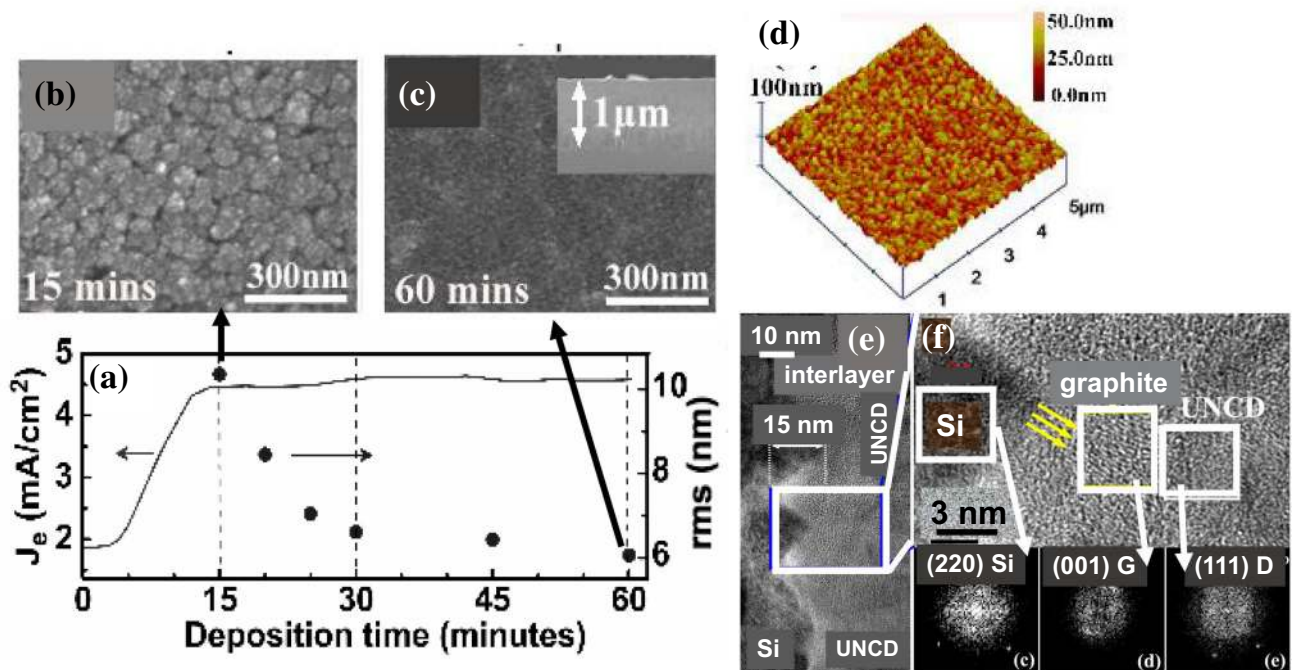 (b)
15 mins
300nm
(c)
1µm
60 mins
300nm
(a)
5
4
3
2
J_e (mA/cm²)
10
8
6
rms (nm)
0
15
30
45
60
Deposition time (minutes)
(d)
50.0nm
25.0nm
0.0nm
100nm
5µm
4
3
2
1
10 nm
(e)
interlayer
15 nm
UNCD
Si
UNCD
(f)
graphite
UNCD
Si
3 nm
(220) Si
(001) G
(111) D
(c)
(d)
(e)